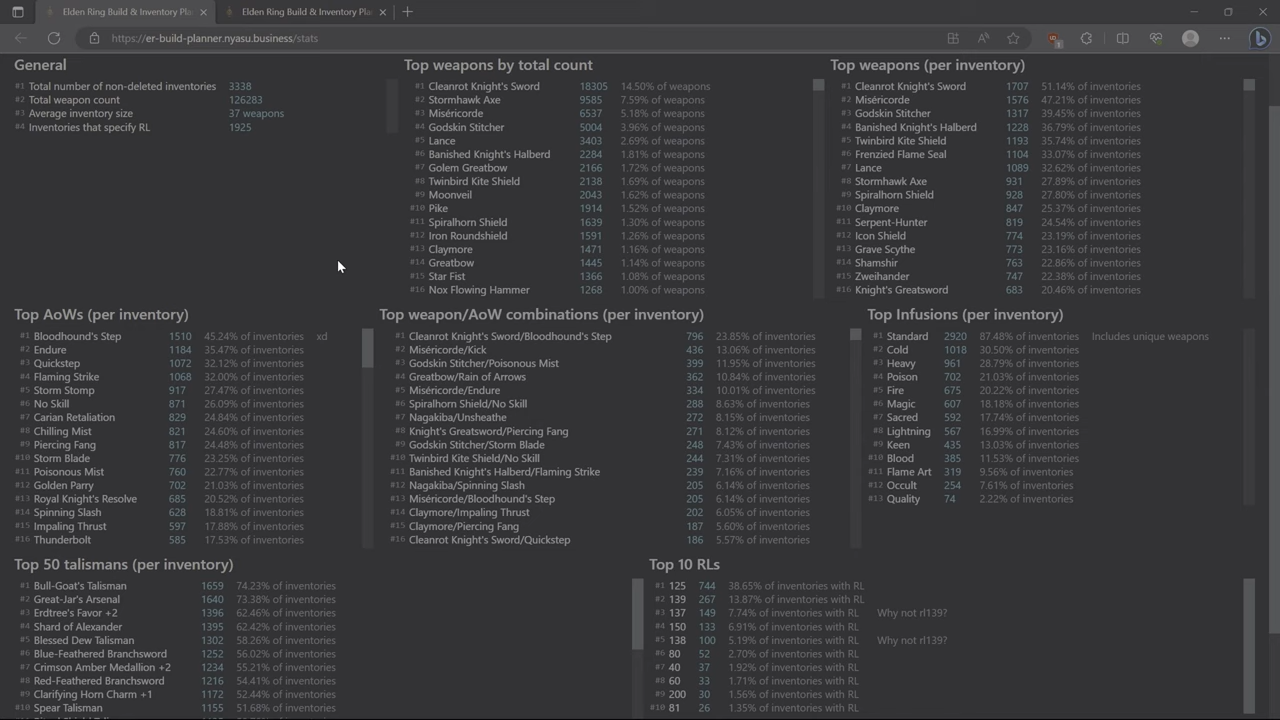 Elden Ring Build & Inventory Pla
Elden Ring Build & Inventory Pla
https://er-build-planner.nyasu.business/stats
General
#1 Total number of non-deleted inventories 3338
#2 Total weapon count 126283
#3 Average inventory size 37 weapons
#4 Inventories that specify RL 1925
Top weapons by total count
#1 Cleanrot Knight's Sword 18305 14.50% of weapons
#2 Stormhawk Axe 9585 7.59% of weapons
#3 Miséricorde 6537 5.18% of weapons
#4 Godskin Stitcher 5004 3.96% of weapons
#5 Lance 3403 2.69% of weapons
#6 Banished Knight's Halberd 2284 1.81% of weapons
#7 Golem Greatbow 2166 1.72% of weapons
#8 Twinbird Kite Shield 2138 1.69% of weapons
#9 Moonveil 2043 1.62% of weapons
#10 Pike 1914 1.52% of weapons
#11 Spiralhorn Shield 1639 1.30% of weapons
#12 Iron Roundshield 1591 1.26% of weapons
#13 Claymore 1471 1.16% of weapons
#14 Greatbow 1445 1.14% of weapons
#15 Star Fist 1366 1.08% of weapons
#16 Nox Flowing Hammer 1268 1.00% of weapons
Top weapons (per inventory)
#1 Cleanrot Knight's Sword 1707 51.14% of inventories
#2 Miséricorde 1576 47.21% of inventories
#3 Godskin Stitcher 1317 39.45% of inventories
#4 Banished Knight's Halberd 1228 36.79% of inventories
#5 Twinbird Kite Shield 1193 35.74% of inventories
#6 Frenzied Flame Seal 1104 33.07% of inventories
#7 Lance 1089 32.62% of inventories
#8 Stormhawk Axe 931 27.89% of inventories
#9 Spiralhorn Shield 928 27.80% of inventories
#10 Claymore 847 25.37% of inventories
#11 Serpent-Hunter 819 24.54% of inventories
#12 Icon Shield 774 23.19% of inventories
#13 Grave Scythe 773 23.16% of inventories
#14 Shamshir 763 22.86% of inventories
#15 Zweihander 747 22.38% of inventories
#16 Knight's Greatsword 683 20.46% of inventories
Top AoWs (per inventory)
#1 Bloodhound's Step 1510 45.24% of inventories xd
#2 Endure 1184 35.47% of inventories
#3 Quickstep 1072 32.12% of inventories
#4 Flaming Strike 1068 32.00% of inventories
#5 Storm Stomp 917 27.47% of inventories
#6 No Skill 871 26.09% of inventories
#7 Carian Retaliation 829 24.84% of inventories
#8 Chilling Mist 821 24.60% of inventories
#9 Piercing Fang 817 24.48% of inventories
#10 Storm Blade 776 23.25% of inventories
#11 Poisonous Mist 760 22.77% of inventories
#12 Golden Parry 702 21.03% of inventories
#13 Royal Knight's Resolve 685 20.52% of inventories
#14 Spinning Slash 628 18.81% of inventories
#15 Impaling Thrust 597 17.88% of inventories
#16 Thunderbolt 585 17.53% of inventories
Top weapon/AoW combinations (per inventory)
#1 Cleanrot Knight's Sword/Bloodhound's Step 796 23.85% of inventories
#2 Miséricorde/Kick 436 13.06% of inventories
#3 Godskin Stitcher/Poisonous Mist 399 11.95% of inventories
#4 Greatbow/Rain of Arrows 362 10.84% of inventories
#5 Miséricorde/Endure 334 10.01% of inventories
#6 Spiralhorn Shield/No Skill 288 8.63% of inventories
#7 Nagakiba/Unsheathe 272 8.15% of inventories
#8 Knight's Greatsword/Piercing Fang 271 8.12% of inventories
#9 Godskin Stitcher/Storm Blade 248 7.43% of inventories
#10 Twinbird Kite Shield/No Skill 244 7.31% of inventories
#11 Banished Knight's Halberd/Flaming Strike 239 7.16% of inventories
#12 Nagakiba/Spinning Slash 205 6.14% of inventories
#13 Miséricorde/Bloodhound's Step 205 6.14% of inventories
#14 Claymore/Impaling Thrust 202 6.05% of inventories
#15 Claymore/Piercing Fang 187 5.60% of inventories
#16 Cleanrot Knight's Sword/Quickstep 186 5.57% of inventories
Top Infusions (per inventory)
#1 Standard 2920 87.48% of inventories Includes unique weapons
#2 Cold 1018 30.50% of inventories
#3 Heavy 961 28.79% of inventories
#4 Poison 702 21.03% of inventories
#5 Fire 675 20.22% of inventories
#6 Magic 607 18.18% of inventories
#7 Sacred 592 17.74% of inventories
#8 Lightning 567 16.99% of inventories
#9 Keen 435 13.03% of inventories
#10 Blood 385 11.53% of inventories
#11 Flame Art 319 9.56% of inventories
#12 Occult 254 7.61% of inventories
#13 Quality 74 2.22% of inventories
Top 50 talismans (per inventory)
#1 Bull-Goat's Talisman 1659 74.23% of inventories
#2 Great-Jar's Arsenal 1640 73.38% of inventories
#3 Erdtree's Favor +2 1396 62.46% of inventories
#4 Shard of Alexander 1395 62.42% of inventories
#5 Blessed Dew Talisman 1302 58.26% of inventories
#6 Blue-Feathered Branchsword 1252 56.02% of inventories
#7 Crimson Amber Medallion +2 1234 55.21% of inventories
#8 Red-Feathered Branchsword 1216 54.41% of inventories
#9 Clarifying Horn Charm +1 1172 52.44% of inventories
#10 Spear Talisman 1155 51.68% of inventories
Top 10 RLs
#1 125 744 38.65% of inventories with RL
#2 139 267 13.87% of inventories with RL
#3 137 149 7.74% of inventories with RL Why not rl139?
#4 150 133 6.91% of inventories with RL
#5 138 100 5.19% of inventories with RL Why not rl139?
#6 80 52 2.70% of inventories with RL
#7 40 37 1.92% of inventories with RL
#8 60 33 1.71% of inventories with RL
#9 200 30 1.56% of inventories with RL
#10 81 26 1.35% of inventories with RL